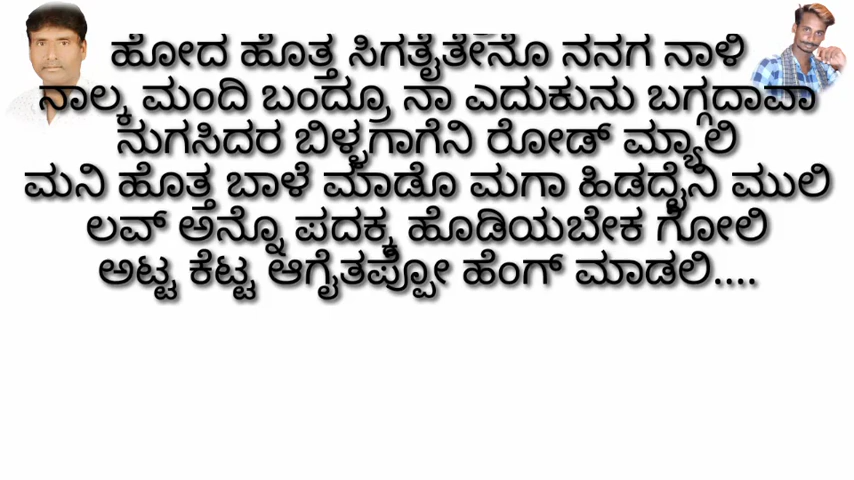 ಹೋದ ಹೊತ್ತ ಸಿಗತೈತೇನೊ ನನಗ ನಾಳಿ
ನಾಲ್ಕ ಮಂದಿ ಬಂದ್ರೂ ನಾ ಎದುಕುನು ಬಗ್ಗದಾವಾ
ನುಗಸಿದರ ಬಿಳ್ಳಗಾಗೆನಿ ರೋಡ್ ಮ್ಯಾಲಿ
ಮನಿ ಹೊತ್ತ ಬಾಳೆ ಮಾಡೊ ಮಗಾ ಹಿಡದ್ದೈನಿ ಮುಲಿ
ಲವ್ ಅನ್ನೊ ಪದಕ್ಕ ಹೊಡಿಯಬೇಕ ಗೋಲಿ
ಅಟ್ಟ ಕೆಟ್ಟ ಆಗೈತಪ್ಪೋ ಹೆಂಗ್ ಮಾಡಲಿ....